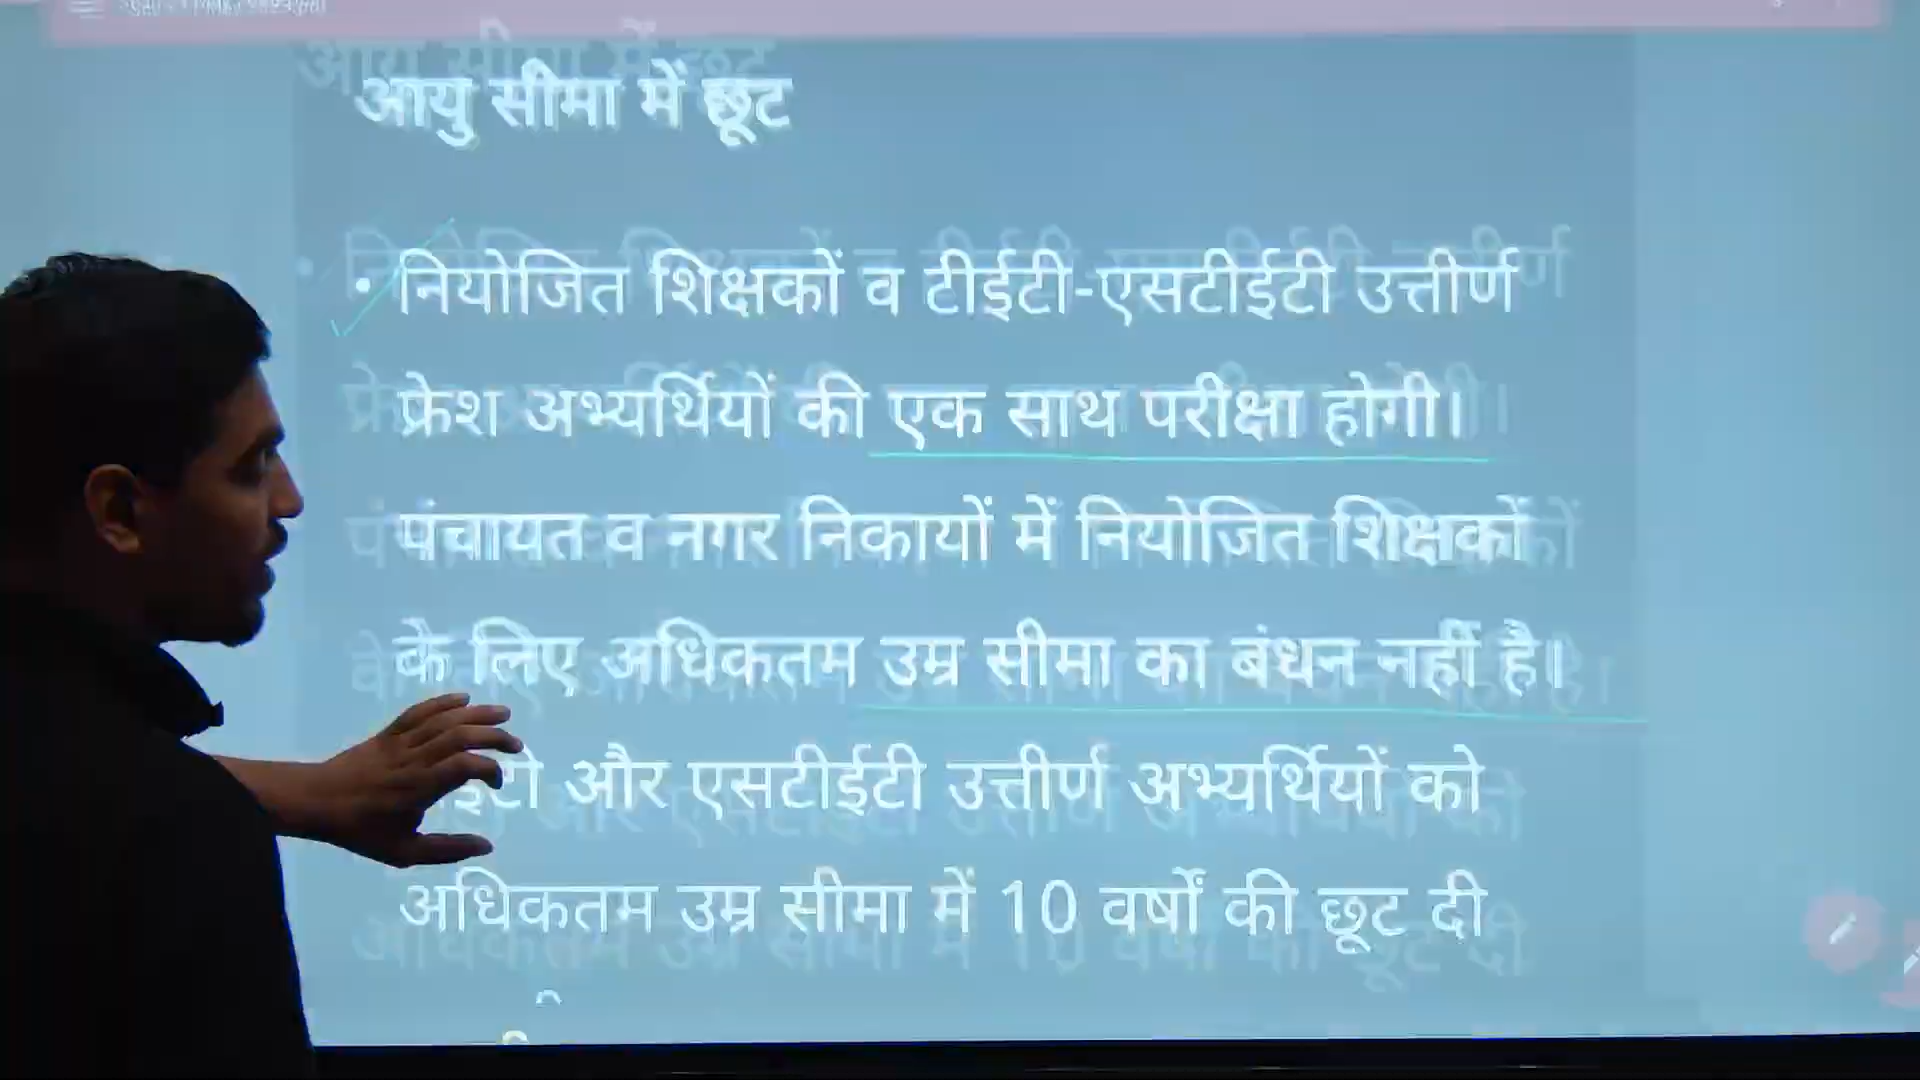 आयु सीमा में छूट
• नियोजित शिक्षकों व टीईटी-एसटीईटी उत्तीर्ण
फ्रेश अभ्यर्थियों की एक साथ परीक्षा होगी।
पंचायत व नगर निकायों में नियोजित शिक्षकों
के लिए अधिकतम उम्र सीमा का बंधन नहीं है।
और एसटीईटी उत्तीर्ण अभ्यर्थियों को
अधिकतम उम्र सीमा में 10 वर्षों की छूट दी